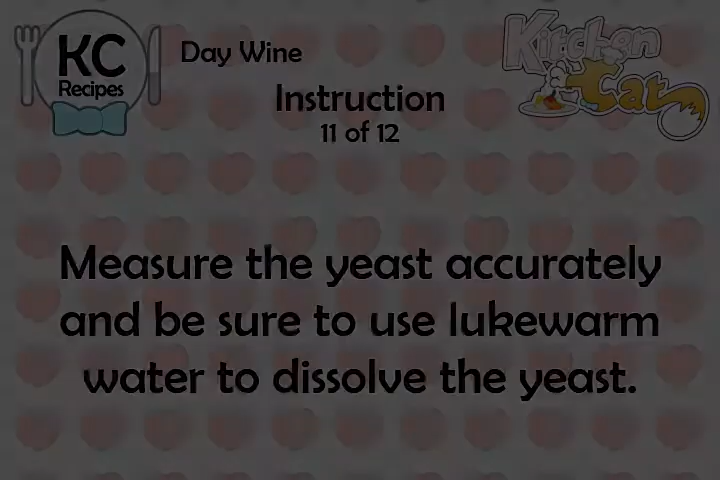 KC
Recipes
Day Wine
Kitchen
Cat
Instruction
11 of 12
Measure the yeast accurately
and be sure to use lukewarm
water to dissolve the yeast.